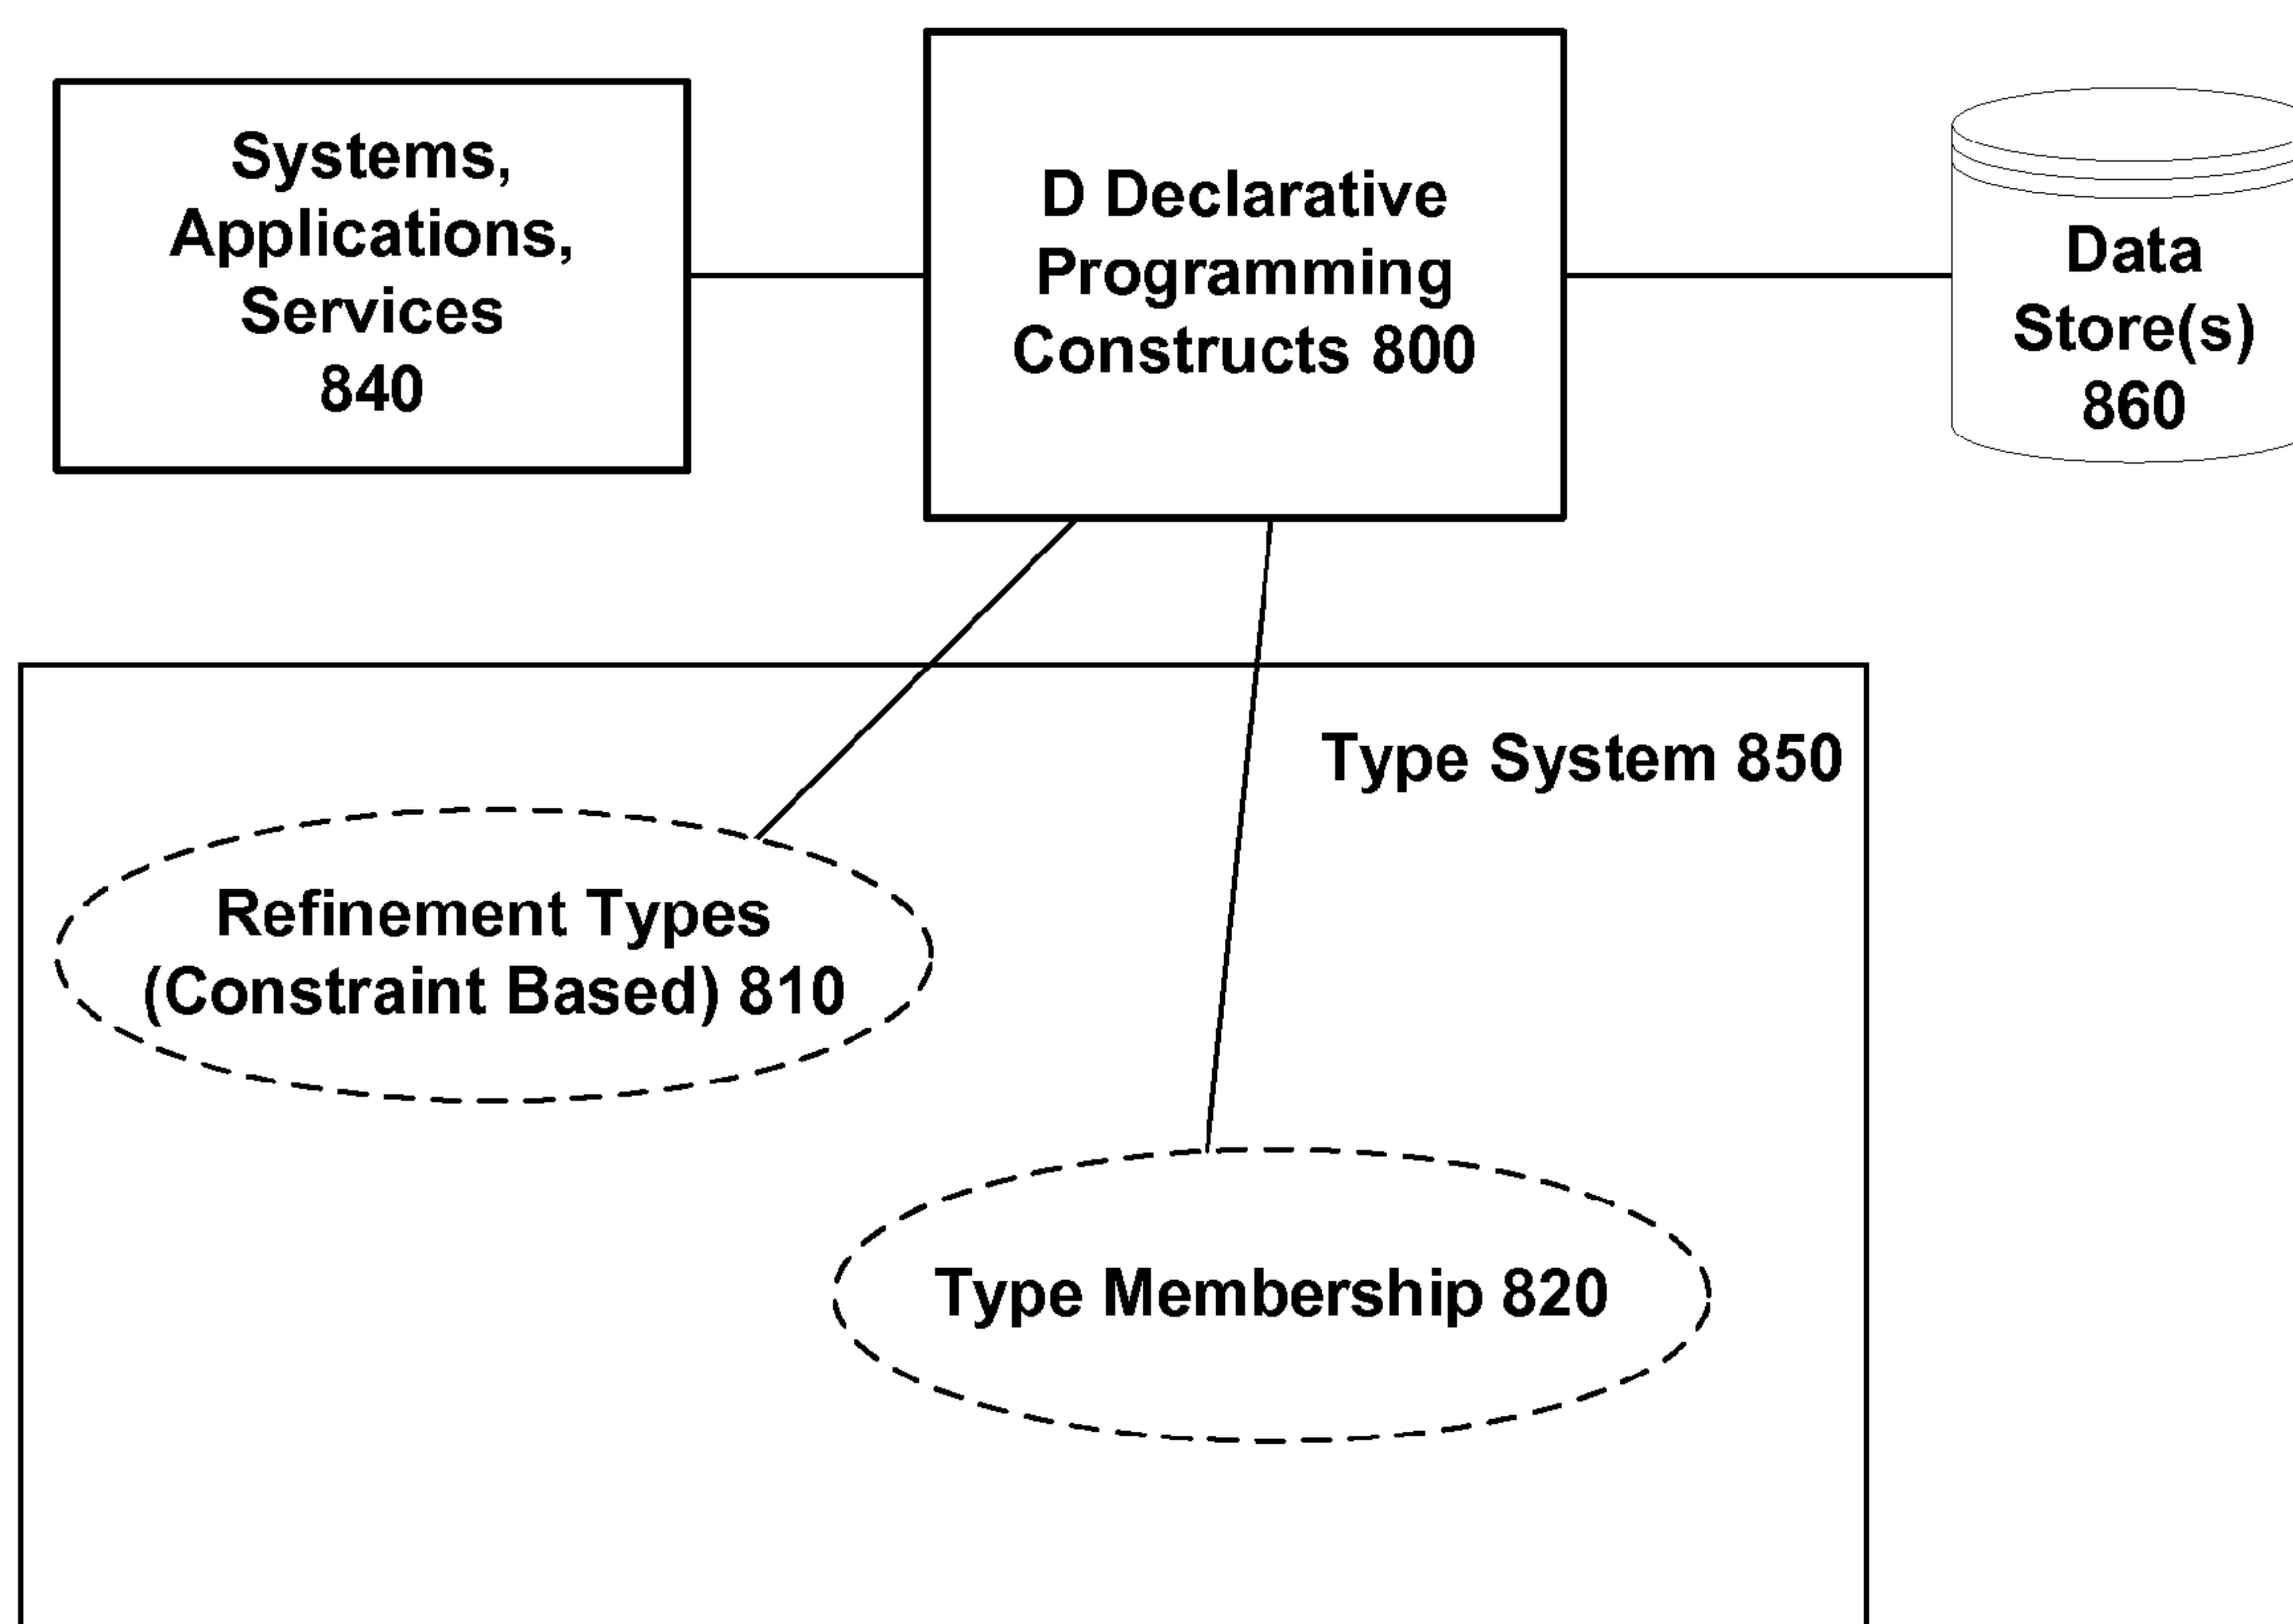 Systems,
Applications,
Services
840
D Declarative
Programming
Constructs 800
Data
Store(s)
860
Type System 850
Refinement Types
(Constraint Based) 810
Type Membership 820